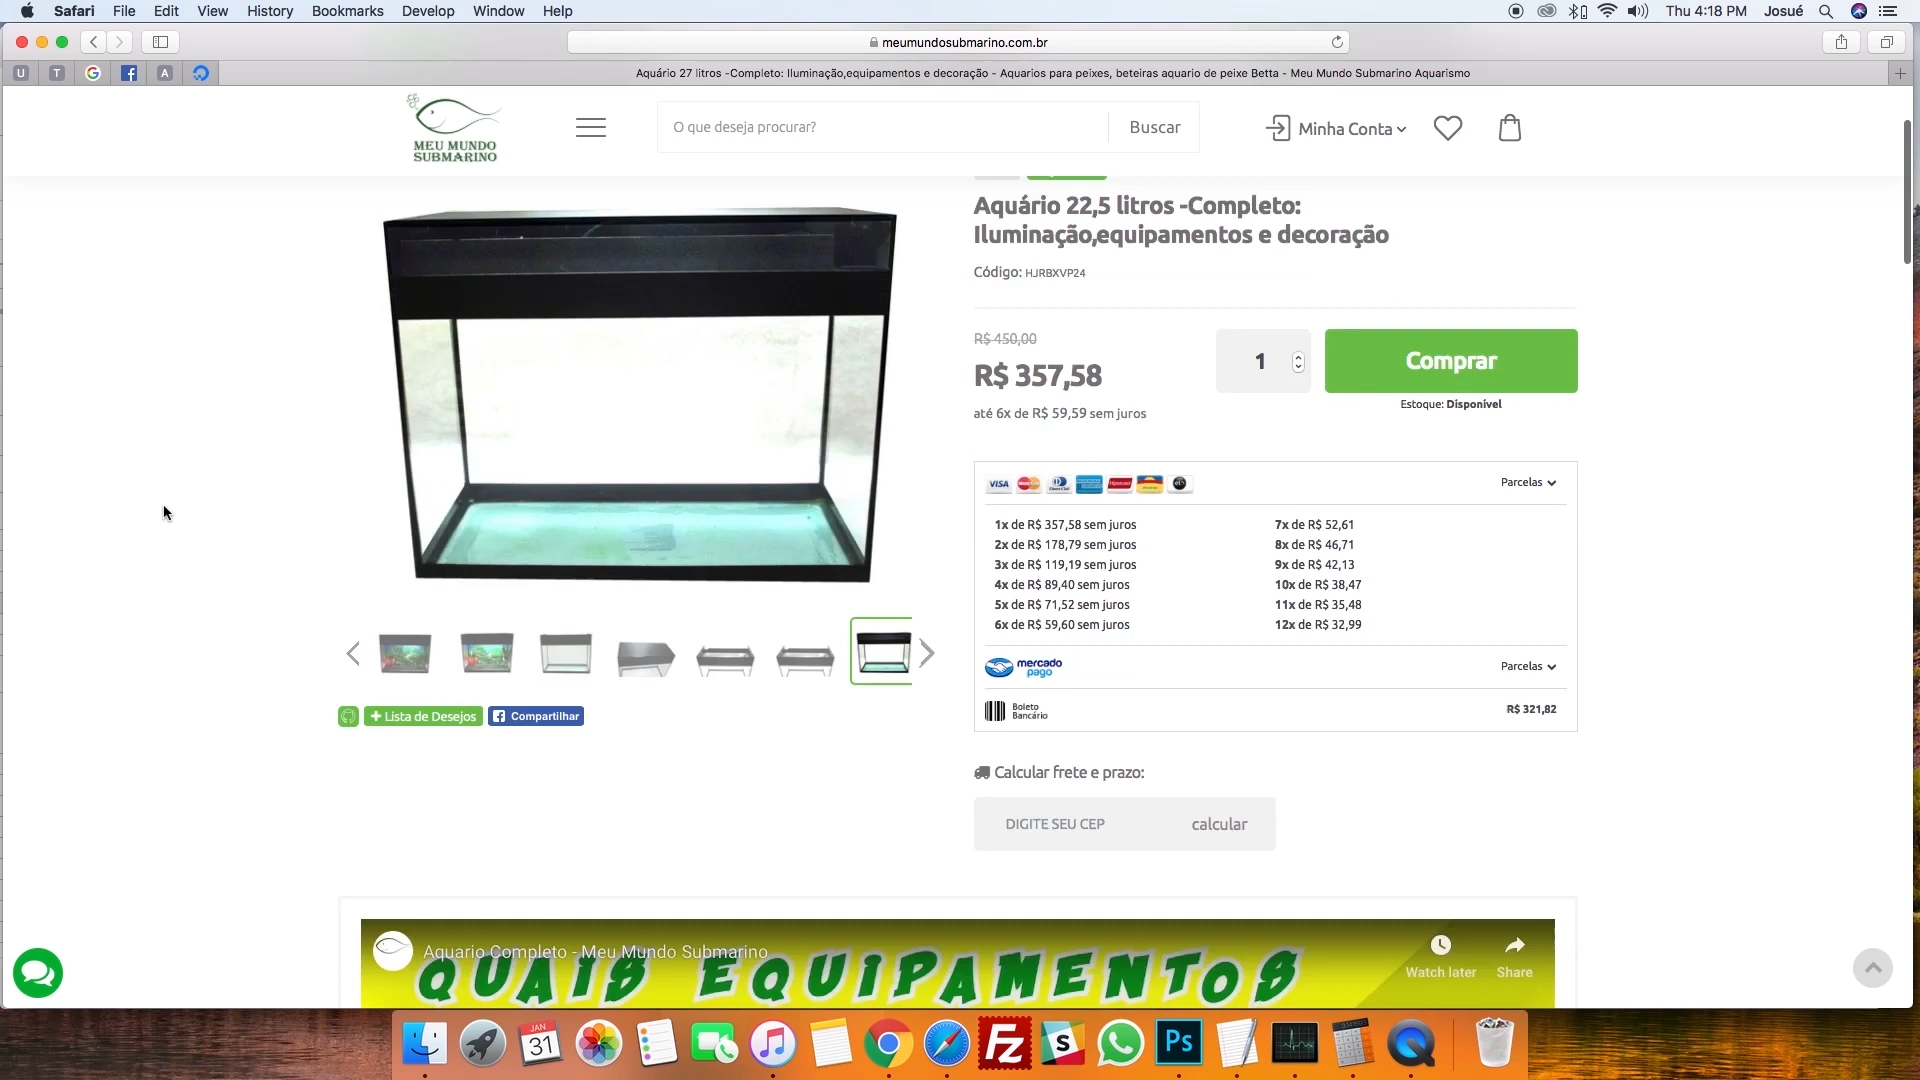 Safari File Edit View History Bookmarks Develop Window Help
Thu 4:18 PM Josué
meumundosubmarino.com.br
U T G A
Aquário 27 litros -Completo: Iluminação,equipamentos e decoração - Aquarios para peixes, beteiras aquario de peixe Betta - Meu Mundo Submarino Aquarismo
MEU MUNDO
SUBMARINO
O que deseja procurar?
Buscar
Minha Conta
Aquário 22,5 litros -Completo:
Iluminação,equipamentos e decoração
Código: HJRBXVP24
R$ 450,00
R$ 357,58
até 6x de R$ 59,59 sem juros
1
Comprar
Estoque: Disponível
VISA
Parcelas
1x de R$ 357,58 sem juros
2x de R$ 178,79 sem juros
3x de R$ 119,19 sem juros
4x de R$ 89,40 sem juros
5x de R$ 71,52 sem juros
6x de R$ 59,60 sem juros
7x de R$ 52,61
8x de R$ 46,71
9x de R$ 42,13
10x de R$ 38,47
11x de R$ 35,48
12x de R$ 32,99
mercado
pago
Parcelas
Boleto
Bancário
R$ 321,82
+ Lista de Desejos
Compartilhar
Calcular frete e prazo:
DIGITE SEU CEP
calcular
Aquario Completo - Meu Mundo Submarino
QUAIS EQUIPAMENTOS
Watch later
Share
JAN
31
Fz
S
Ps